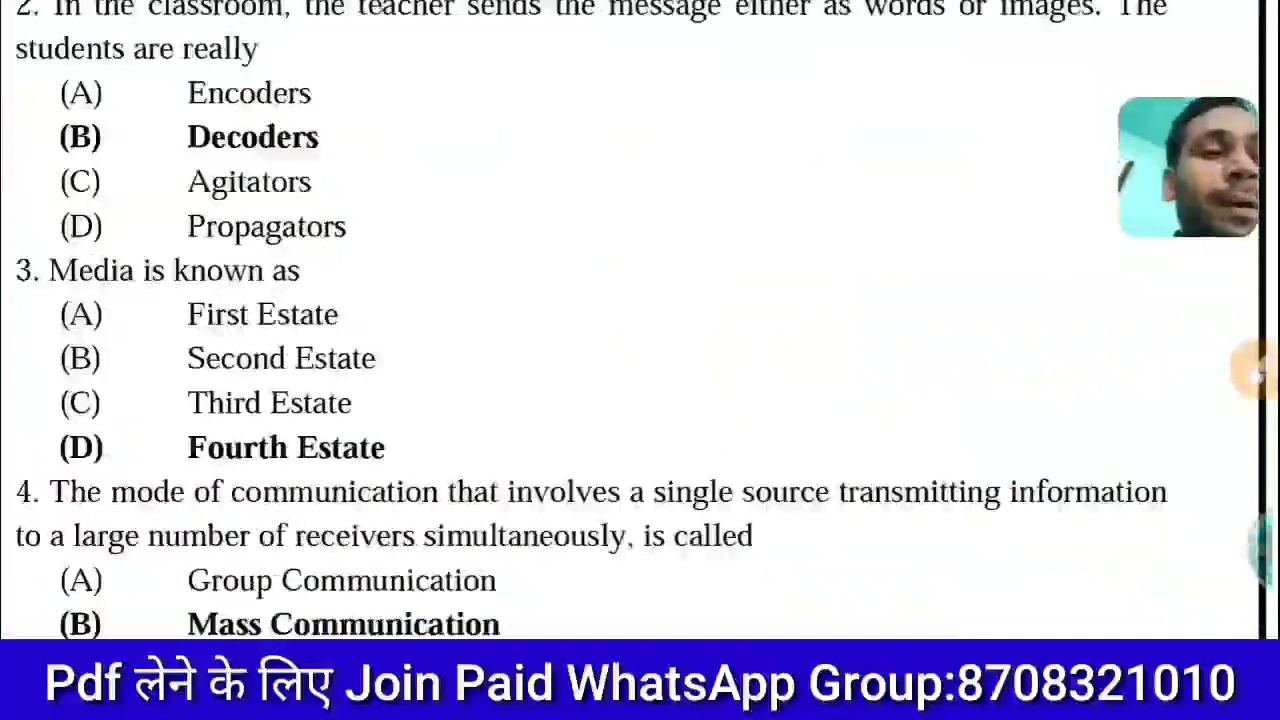 2. In the classroom, the teacher sends the message either as words or images. The
students are really
(A) Encoders
(B) Decoders
(C) Agitators
(D) Propagators
3. Media is known as
(A) First Estate
(B) Second Estate
(C) Third Estate
(D) Fourth Estate
4. The mode of communication that involves a single source transmitting information
to a large number of receivers simultaneously, is called
(A) Group Communication
(B) Mass Communication
Pdf लेने के लिए Join Paid WhatsApp Group:8708321010